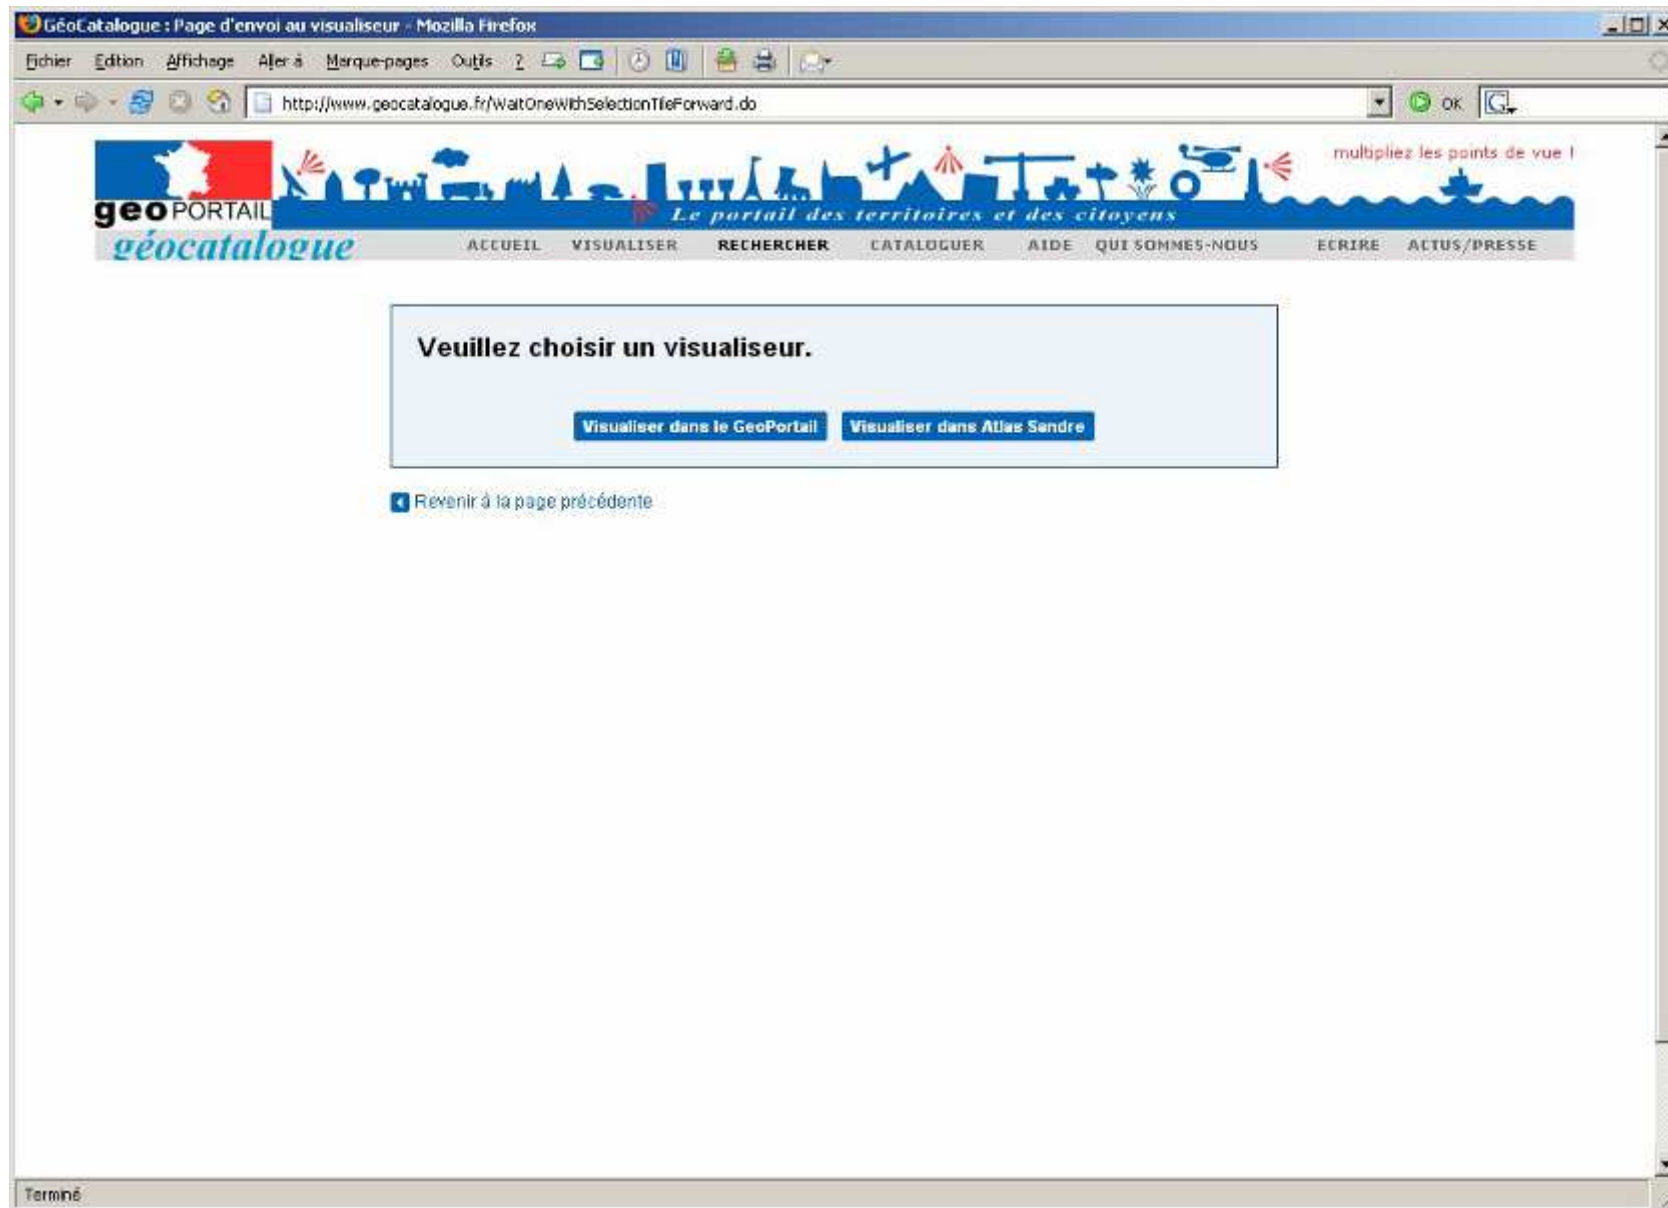 GéoCatalogue : Page d'envoi au visualiseur - Mozilla Firefox
Fichier Edition Affichage Aller à Marque-pages Outils ?
http://www.geocatalogue.fr/WaitOneWithSelectionTileForward.do OK
multipliez les points de vue !
geoPORTAIL
Le portail des territoires et des citoyens
géocatalogue
ACCUEIL VISUALISER RECHERCHER CATALOGUER AIDE QUI SOMMES-NOUS ECRIRE ACTUS/PRESSE
Veuillez choisir un visualiseur.
Visualiser dans le GeoPortail Visualiser dans Atlas Sandre
Revenir à la page précédente
Terminé